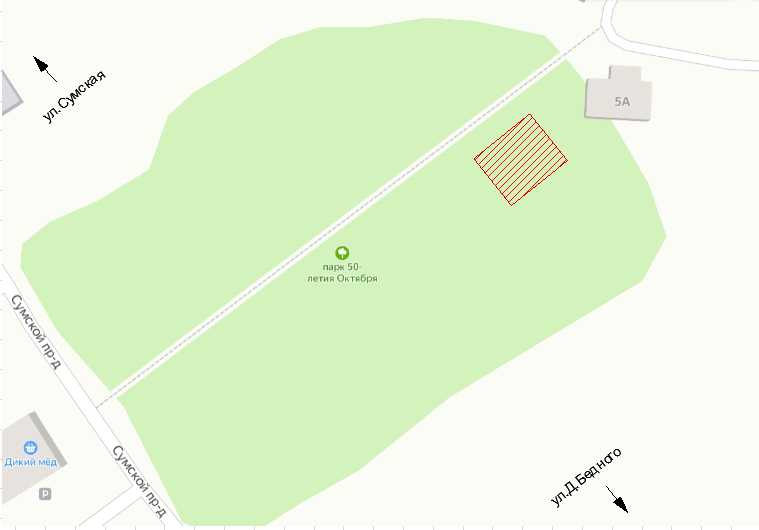 ул.Сумская
5А
парк 50-
летия Октября
Сумской пр-д
Дикий мёд
P
Сумской пр-д
ул.Д.Бедного